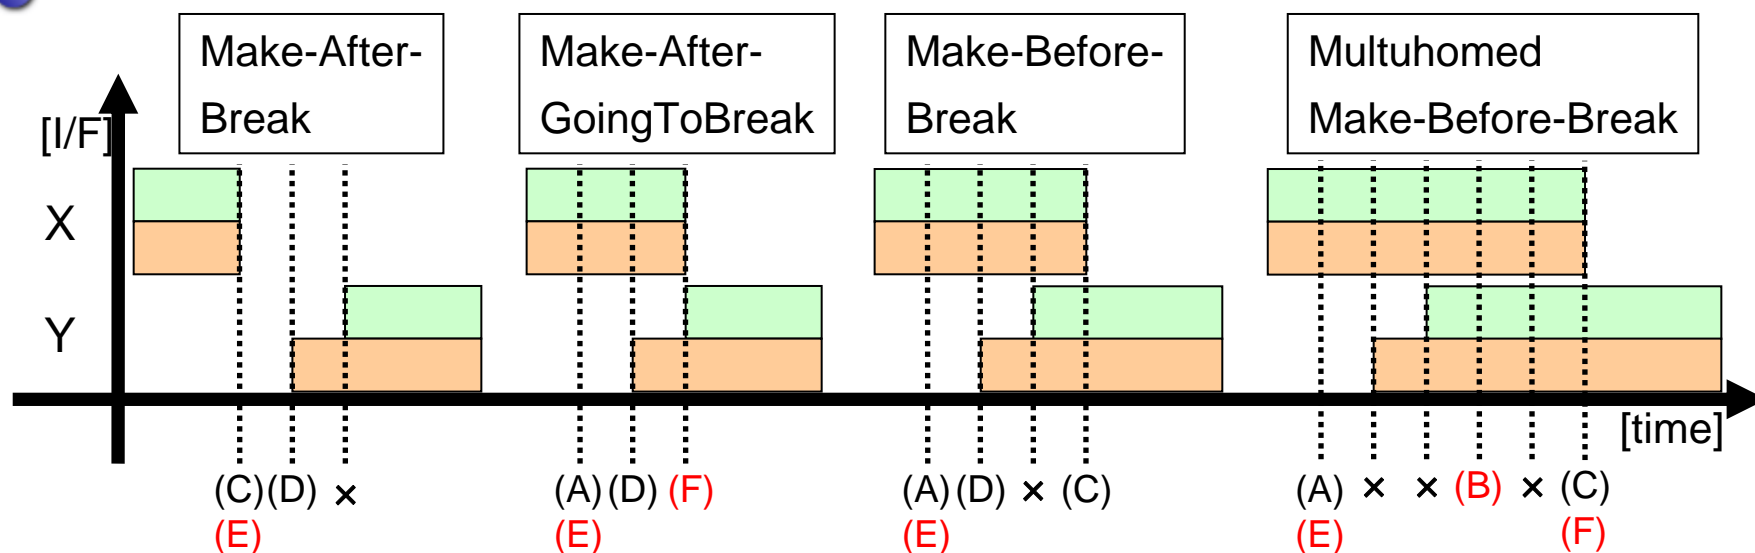 Make-After-
Break
Make-After-
GoingToBreak
Make-Before-
Break
Multuhomed
Make-Before-Break
[I/F]
X
Y
[time]
(C) (D) ×
(E)
(A) (D) (F)
(E)
(A) (D) × (C)
(E)
(A) × × (B) × (C)
(E) (F)